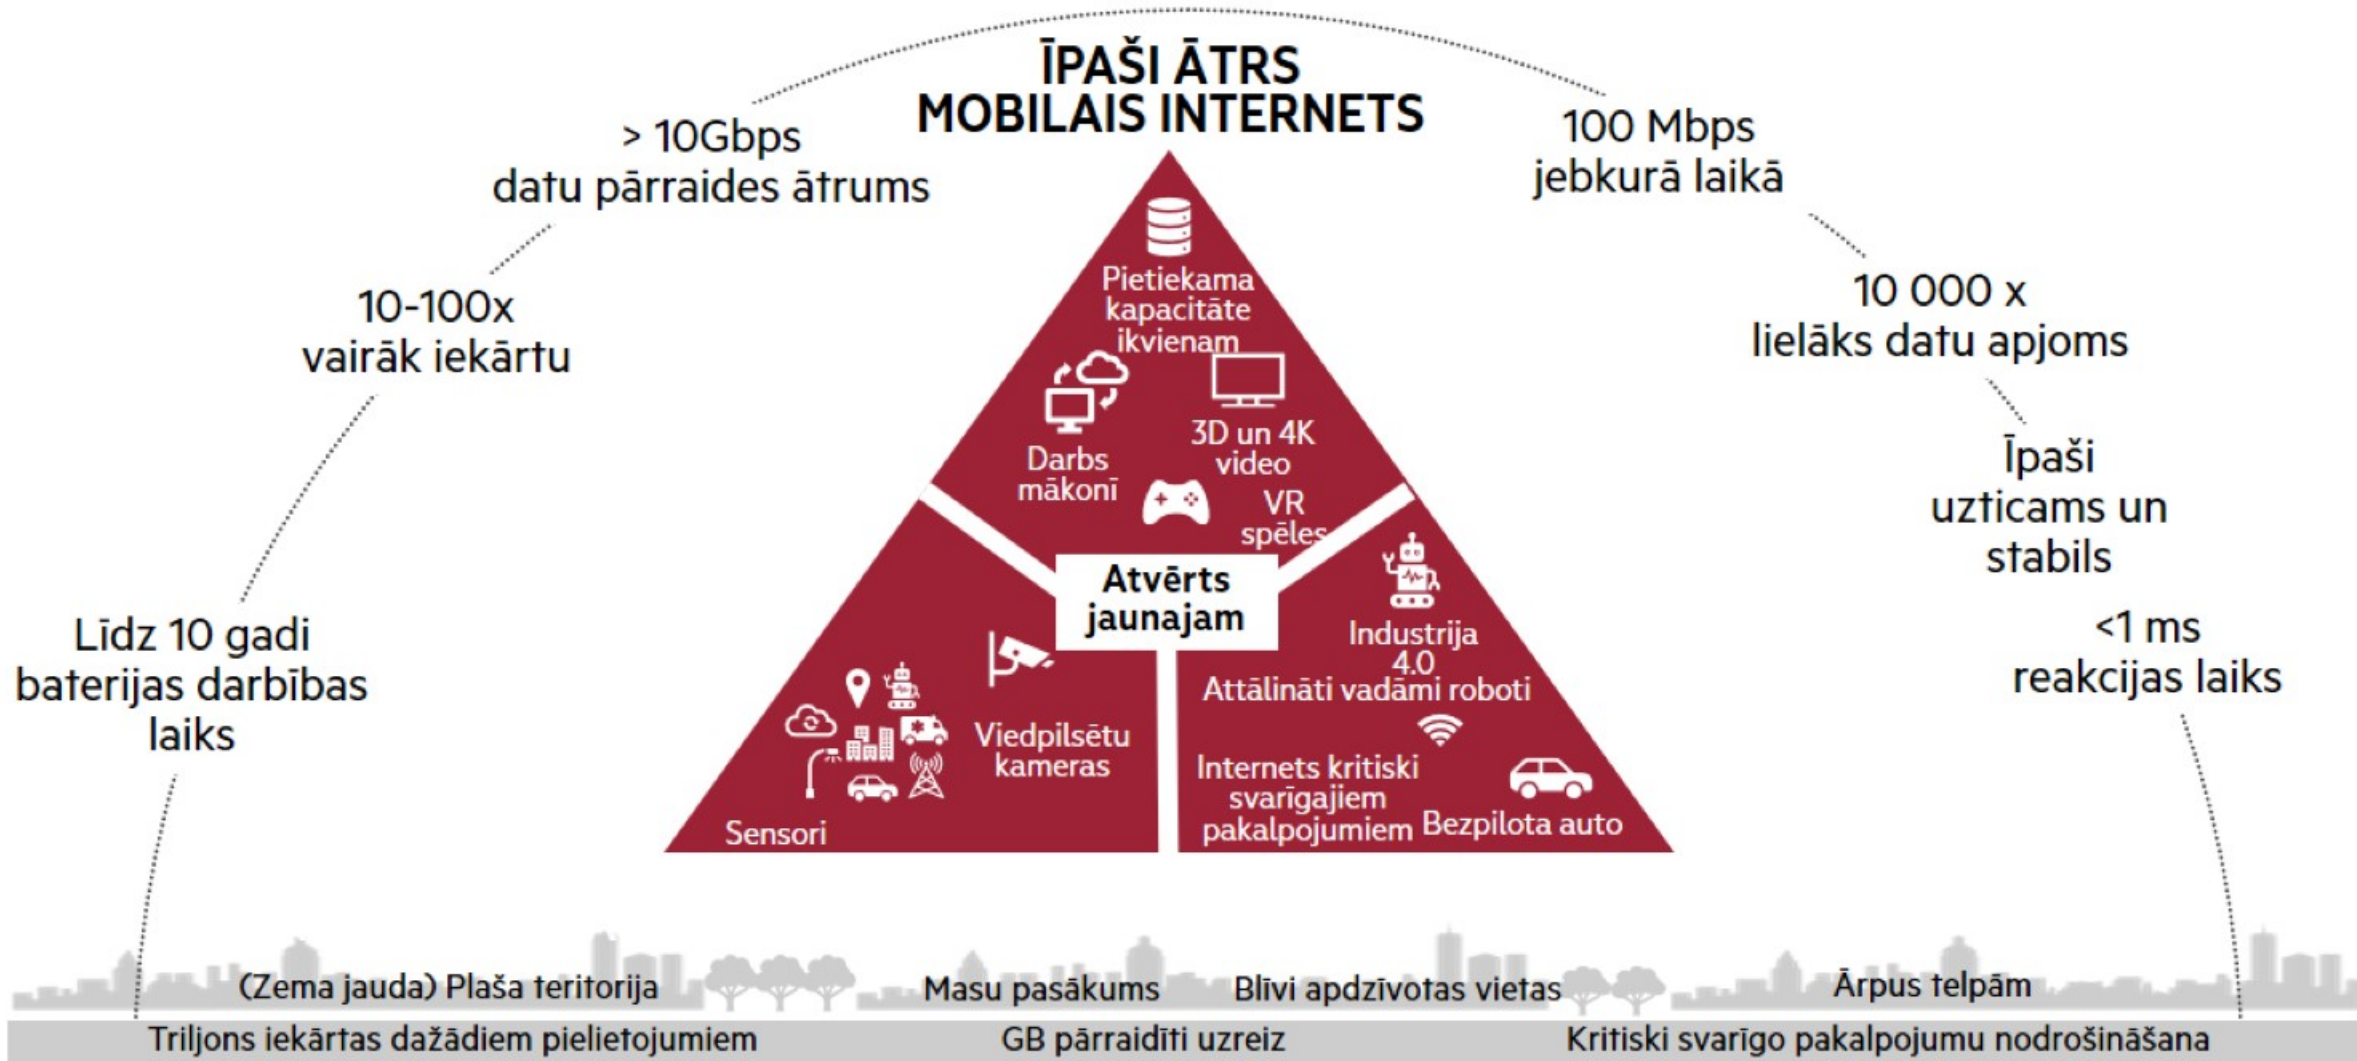 ĪPAŠI ĀTRS
MOBILAIS INTERNETS
> 10Gbps
datu pārraides ātrums
10-100x
vairāk iekārtu
Līdz 10 gadi
baterijas darbības
laiks
100 Mbps
jebkurā laikā
10 000 x
lielāks datu apjoms
Īpaši
uzticams un
stabils
<1 ms
reakcijas laiks
Pietiekama
kapacitāte
ikvienam
Darbs
mākonī
3D un 4K
video
VR
spēles
Atvērts
jaunajam
Viedpilsētu
kameras
Sensori
Industrija
4.0
Attālināti vadāmi roboti
Internets kritiski
svarīgajiem
pakalpojumiem
Bezpilota auto
(Zema jauda) Plaša teritorija
Masu pasākums
Blīvi apdzīvotas vietas
Ārpus telpām
Triljons iekārtas dažādiem pielietojumiem
GB pārraidīti uzreiz
Kritiski svarīgo pakalpojumu nodrošināšana